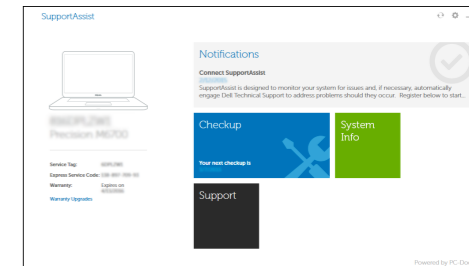 SupportAssist
Notifications
Connect SupportAssist
SupportAssist is designed to monitor your system for issues and, if necessary, automatically
engage Dell Technical Support to address problems should they occur. Register below to start...
Precision M6700
Checkup
System
Info
Your next checkup is
Service Tag:
Express Service Code:
Warranty:
Expires on
Warranty Upgrades
Support
Powered by PC-Doc